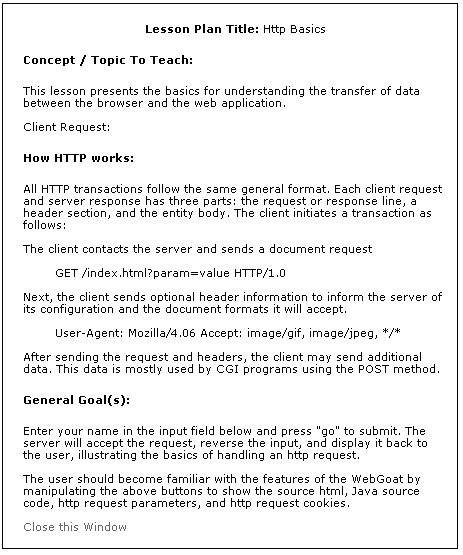 Lesson Plan Title: Http Basics
Concept / Topic To Teach:
This lesson presents the basics for understanding the transfer of data
between the browser and the web application.
Client Request:
How HTTP works:
All HTTP transactions follow the same general format. Each client request
and server response has three parts: the request or response line, a
header section, and the entity body. The client initiates a transaction as
follows:
The client contacts the server and sends a document request
GET /index.html?param=value HTTP/1.0
Next, the client sends optional header information to inform the server of
its configuration and the document formats it will accept.
User-Agent: Mozilla/4.06 Accept: image/gif, image/jpeg, */*
After sending the request and headers, the client may send additional
data. This data is mostly used by CGI programs using the POST method.
General Goal(s):
Enter your name in the input field below and press "go" to submit. The
server will accept the request, reverse the input, and display it back to
the user, illustrating the basics of handling an http request.
The user should become familiar with the features of the WebGoat by
manipulating the above buttons to show the source html, Java source
code, http request parameters, and http request cookies.
Close this Window